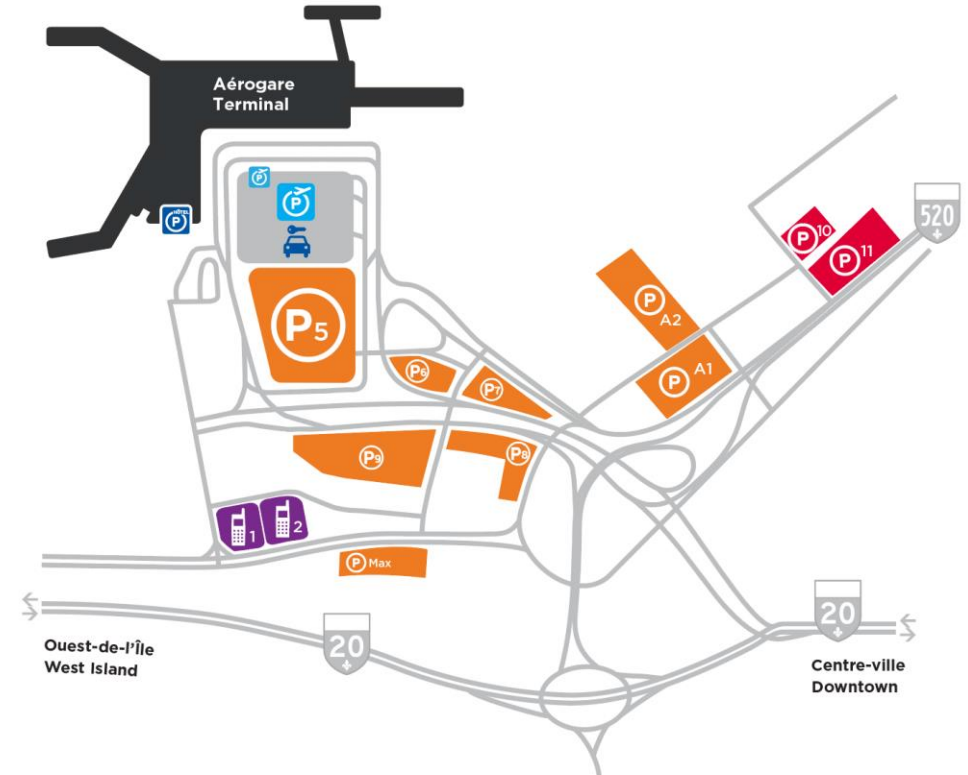 Aérogare
Terminal
P
P
HÔTEL
P
P5
P10
P11
520
P
A2
P A1
P6
P7
P9
P8
1
2
P Max
20
20
Ouest-de-l'Île
West Island
Centre-ville
Downtown